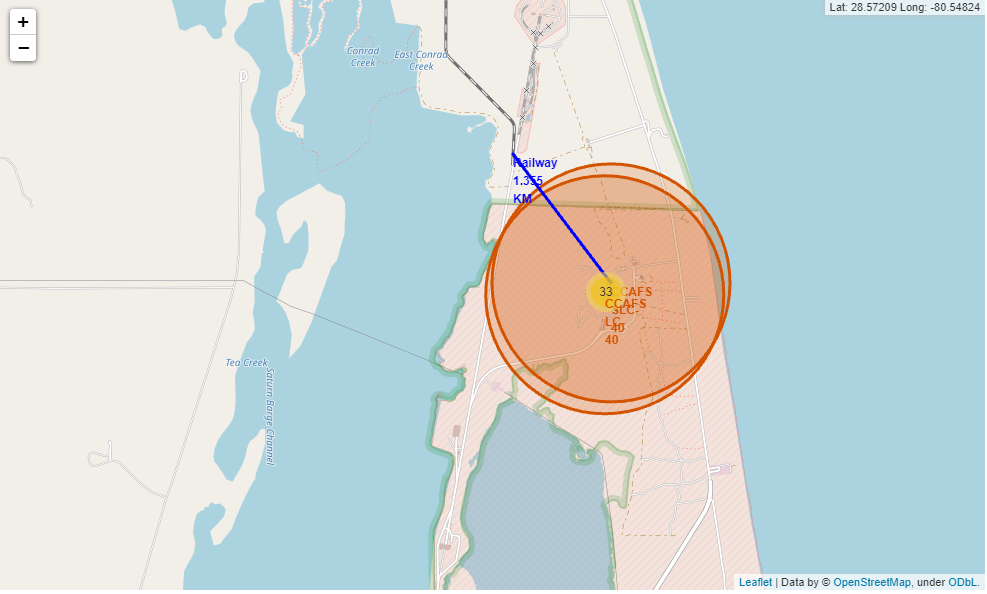 +
−
Lat: 28.57209 Long: -80.54824
Conrad
Creek
East Conrad
Creek
Railway
1.355
KM
33
CCAFS
SLC-
40
CCAFS
LC-
40
Tea Creek
Saturn Barge Channel
Leaflet | Data by © OpenStreetMap, under ODbL.